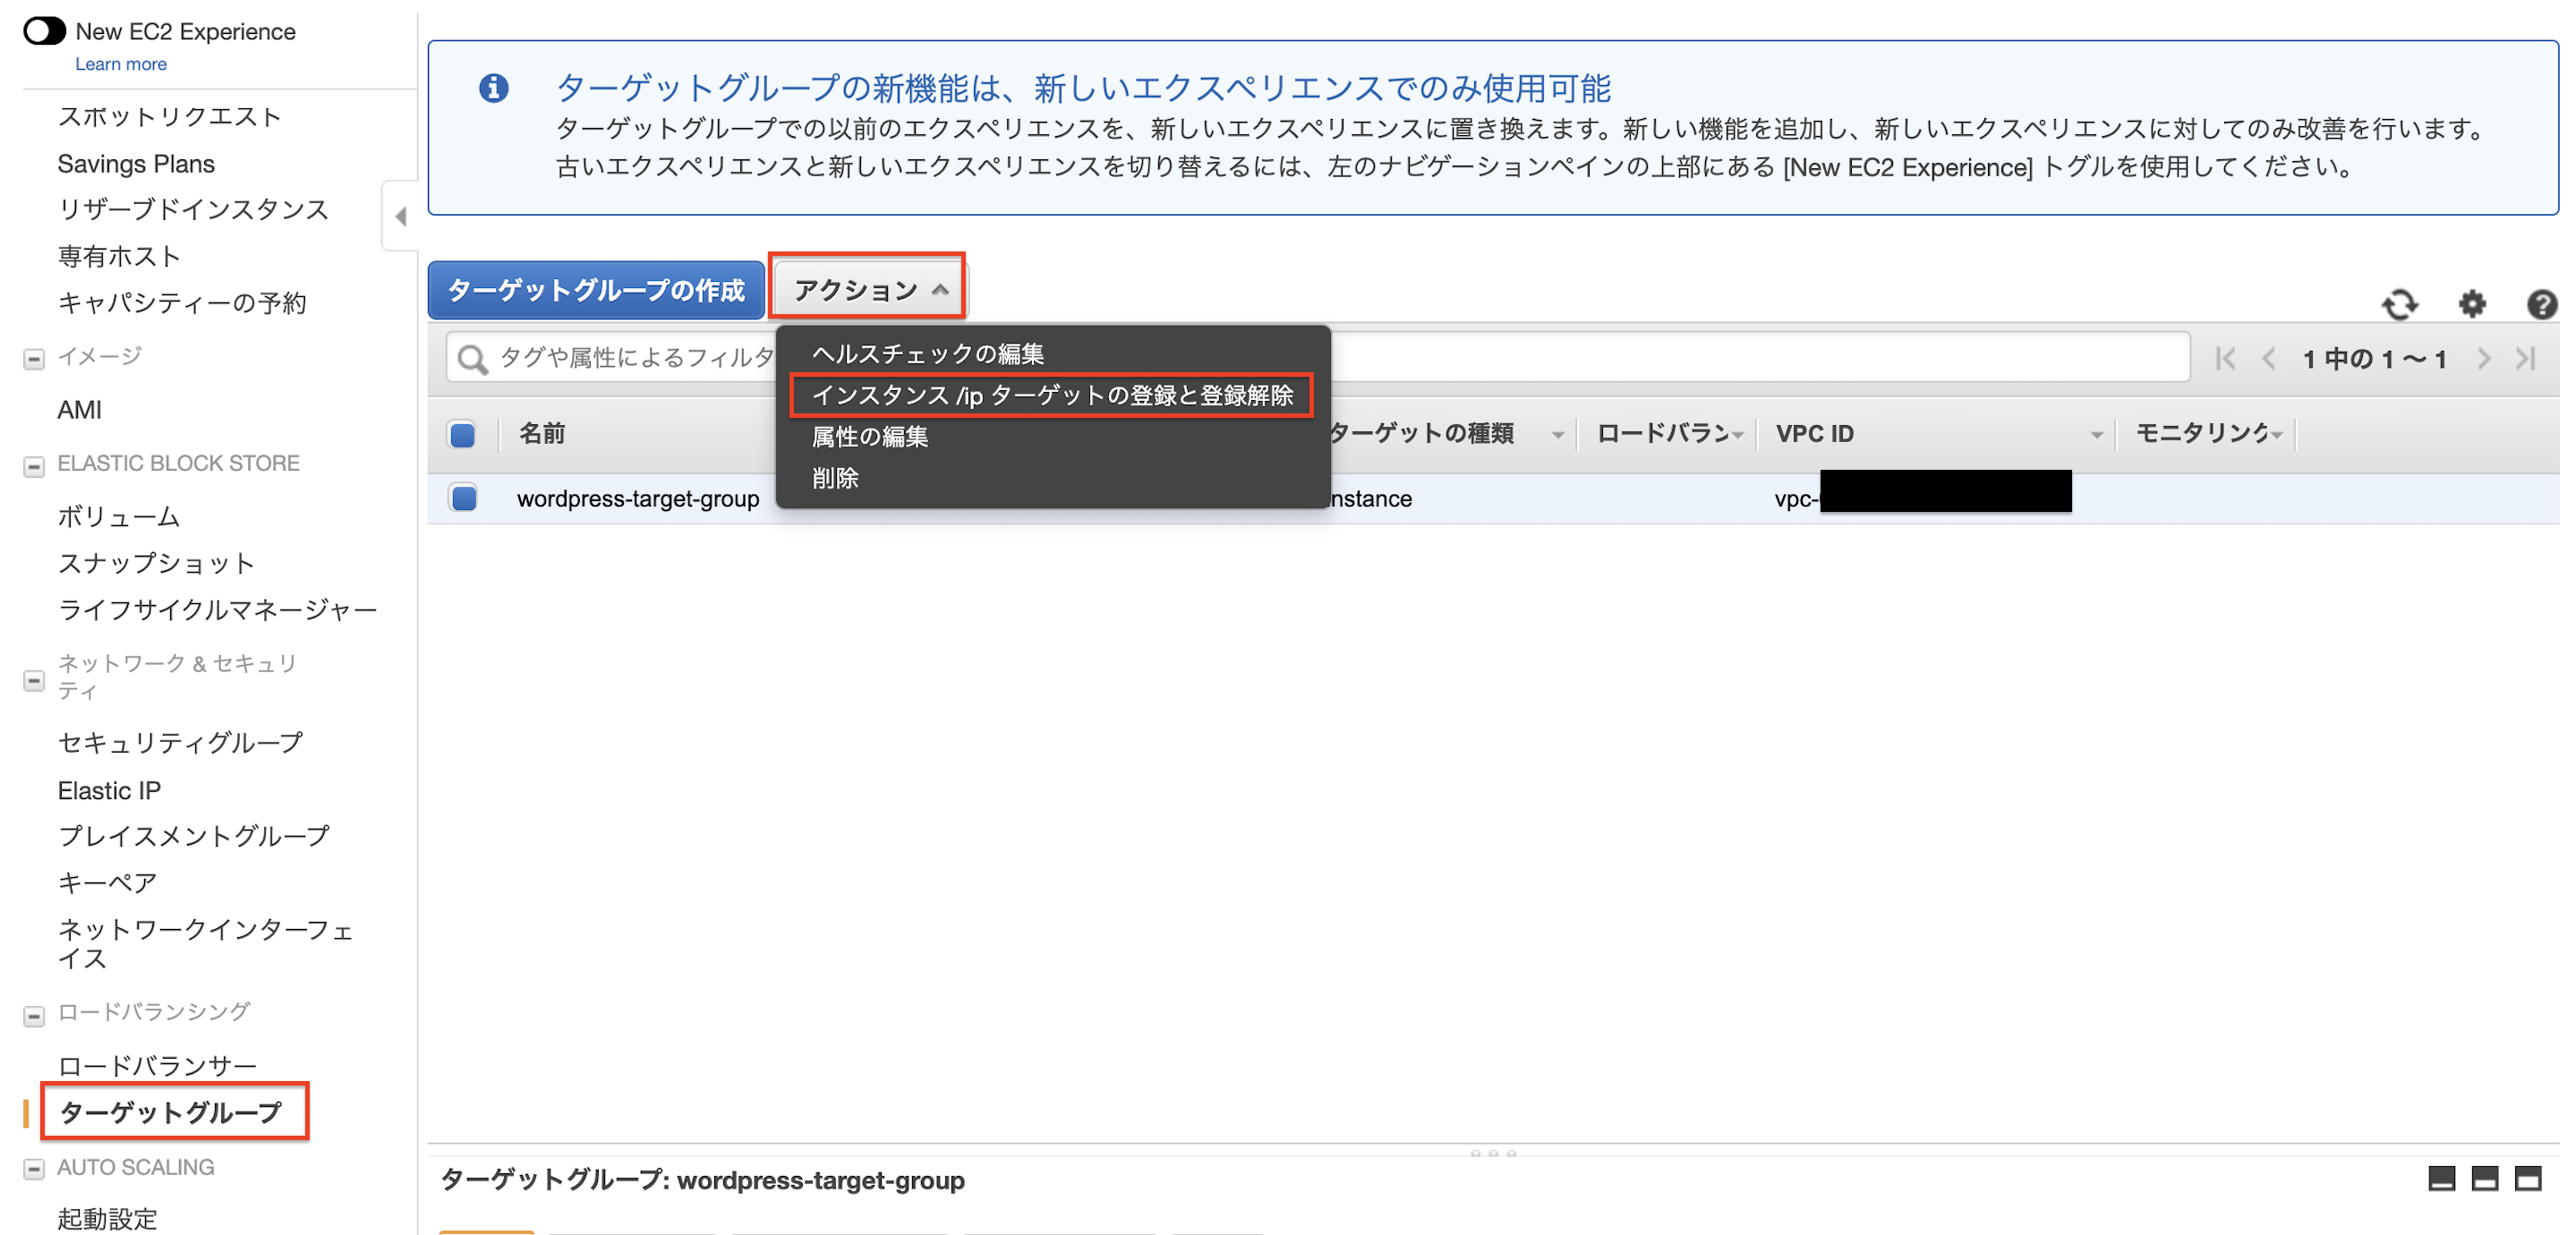 New EC2 Experience
Learn more
スポットリクエスト
Savings Plans
リザーブドインスタンス
専有ホスト
キャパシティーの予約
イメージ
AMI
ELASTIC BLOCK STORE
ボリューム
スナップショット
ライフサイクルマネージャー
ネットワーク & セキュリ
ティ
セキュリティグループ
Elastic IP
プレイスメントグループ
キーペア
ネットワークインターフェ
イス
ロードバランシング
ロードバランサー
ターゲットグループ
AUTO SCALING
起動設定
ターゲットグループの新機能は、新しいエクスペリエンスでのみ使用可能
ターゲットグループでの以前のエクスペリエンスを、新しいエクスペリエンスに置き換えます。新しい機能を追加し、新しいエクスペリエンスに対してのみ改善を行います。
古いエクスペリエンスと新しいエクスペリエンスを切り替えるには、左のナビゲーションペインの上部にある [New EC2 Experience] トグルを使用してください。
ターゲットグループの作成 アクション
タグや属性によるフィルタ 1 中の 1 ～ 1
ヘルスチェックの編集
インスタンス /ip ターゲットの登録と登録解除
属性の編集
削除
名前 ターゲットの種類 ロードバラン VPC ID モニタリング
wordpress-target-group nstance vpc-
ターゲットグループ: wordpress-target-group